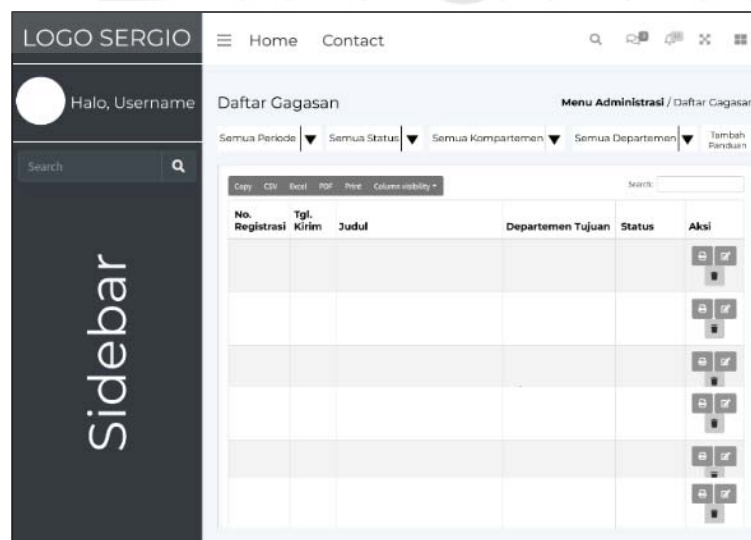 LOGO SERGIO
Home Contact
Halo, Username
Search
Sidebar
Daftar Gagasan
Menu Administrasi / Daftar Gagasan
Semua Periode Semua Status Semua Kompartemen Semua Departemen Tambah
Panduan
Copy CSV Excel PDF Print Column visibility
Search:
No. Registrasi
Tgl. Kirim
Judul
Departemen Tujuan
Status
Aksi